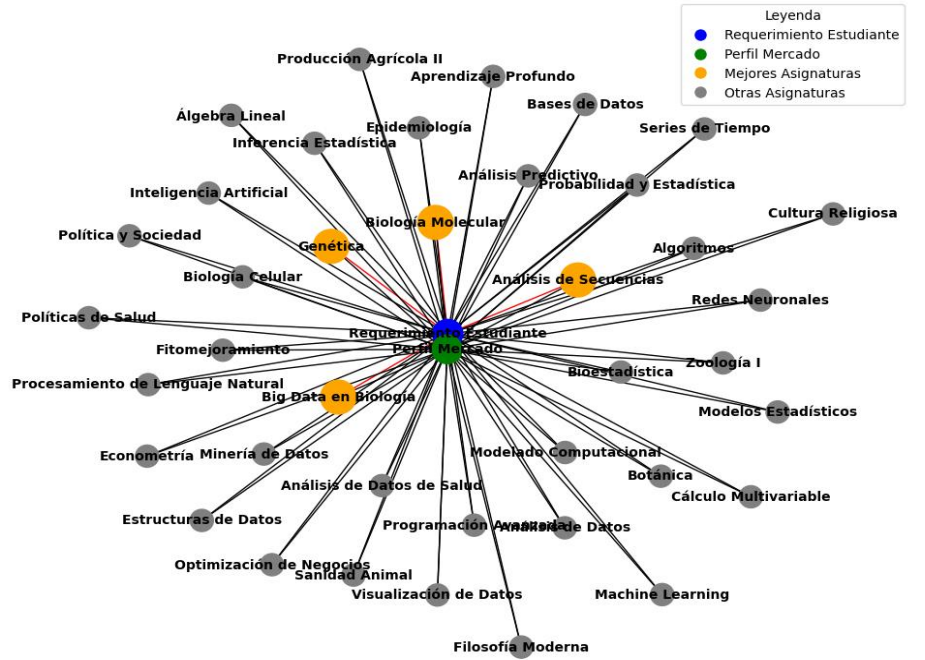 Leyenda
Requerimiento Estudiante
Perfil Mercado
Mejores Asignaturas
Otras Asignaturas
Producción Agrícola II
Aprendizaje Profundo
Bases de Datos
Álgebra Lineal
Epidemiología
Series de Tiempo
Inferencia Estadística
Análisis Predictivo
Probabilidad y Estadística
Inteligencia Artificial
Cultura Religiosa
Biología Molecular
Política y Sociedad
Genética
Algoritmos
Biología Celular
Análisis de Secuencias
Redes Neuronales
Políticas de Salud
Requerimiento Estudiante
Fitomejoramiento
Perfil Mercado
Zoología I
Bioestadística
Procesamiento de Lenguaje Natural
Big Data en Biología
Modelos Estadísticos
Econometría
Minería de Datos
Modelado Computacional
Botánica
Análisis de Datos de Salud
Cálculo Multivariable
Estructuras de Datos
Programación Avanzada
Análisis de Datos
Optimización de Negocios
Sanidad Animal
Visualización de Datos
Machine Learning
Filosofía Moderna